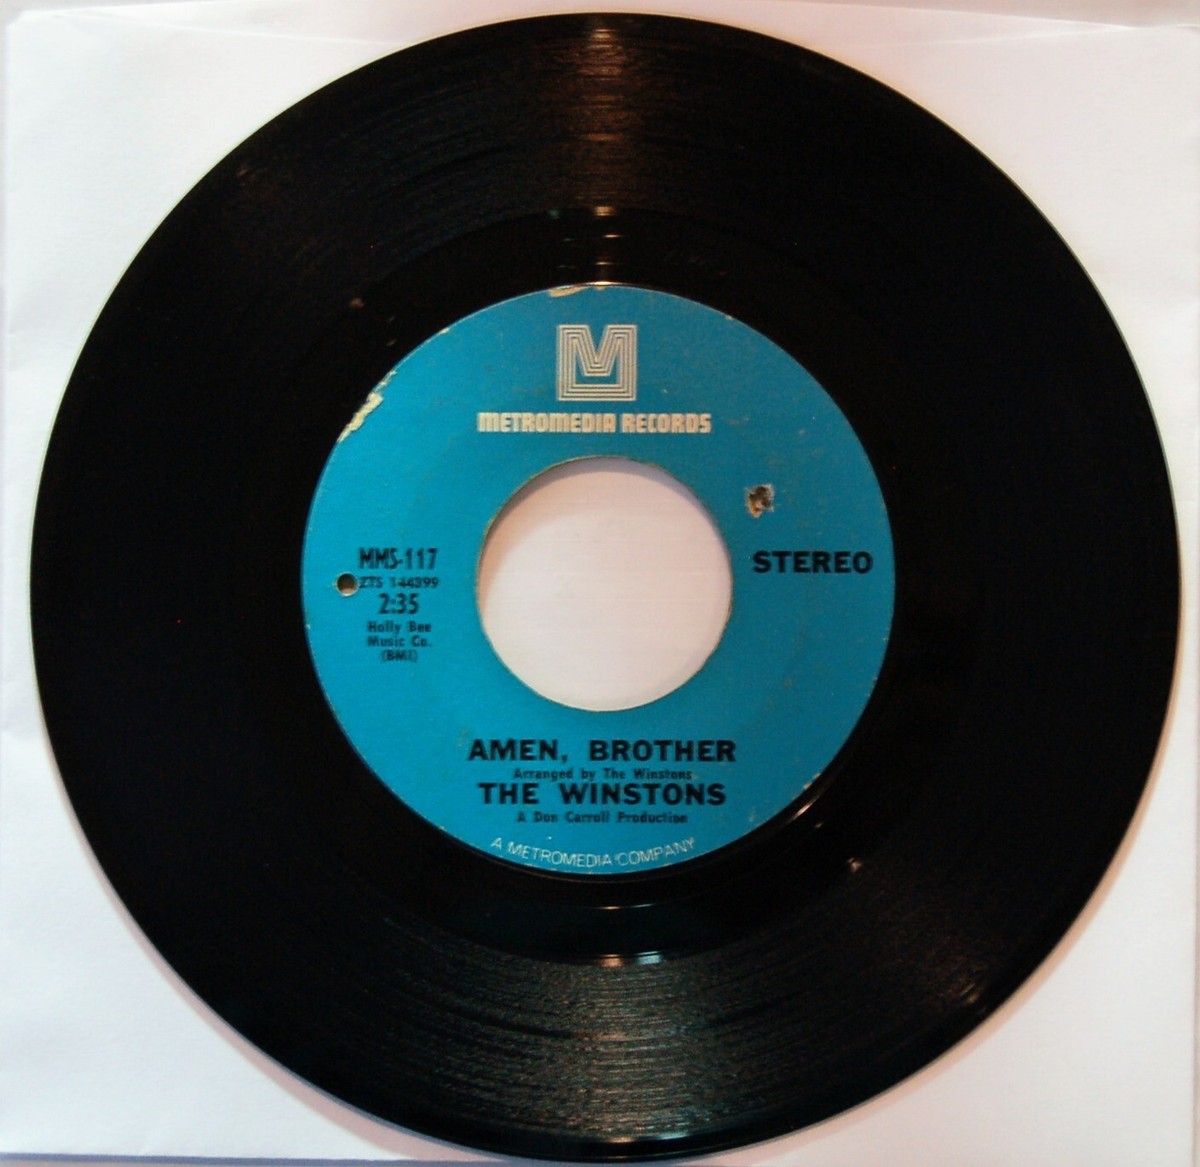 M
METROMEDIA RECORDS
MMS-117
ZTS 144399
2:35
Holly Bee
Music Co.
(BMI)
STEREO
AMEN, BROTHER
Arranged by The Winstons
THE WINSTONS
A Don Carroll Production
A METROMEDIA COMPANY